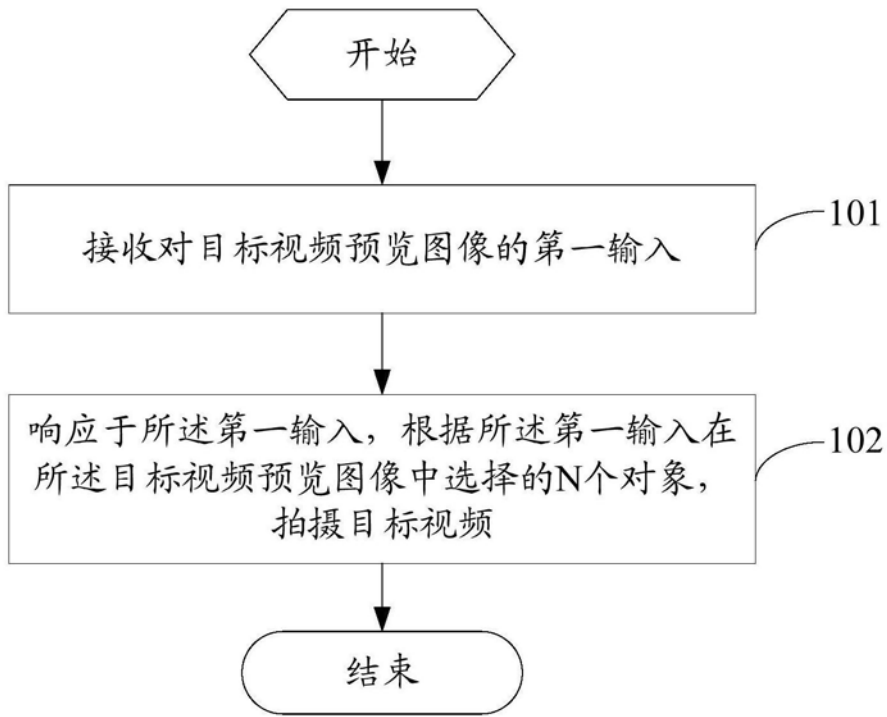 开始
接收对目标视频预览图像的第一输入
101
响应于所述第一输入，根据所述第一输入在
所述目标视频预览图像中选择的N个对象，
拍摄目标视频
102
结束